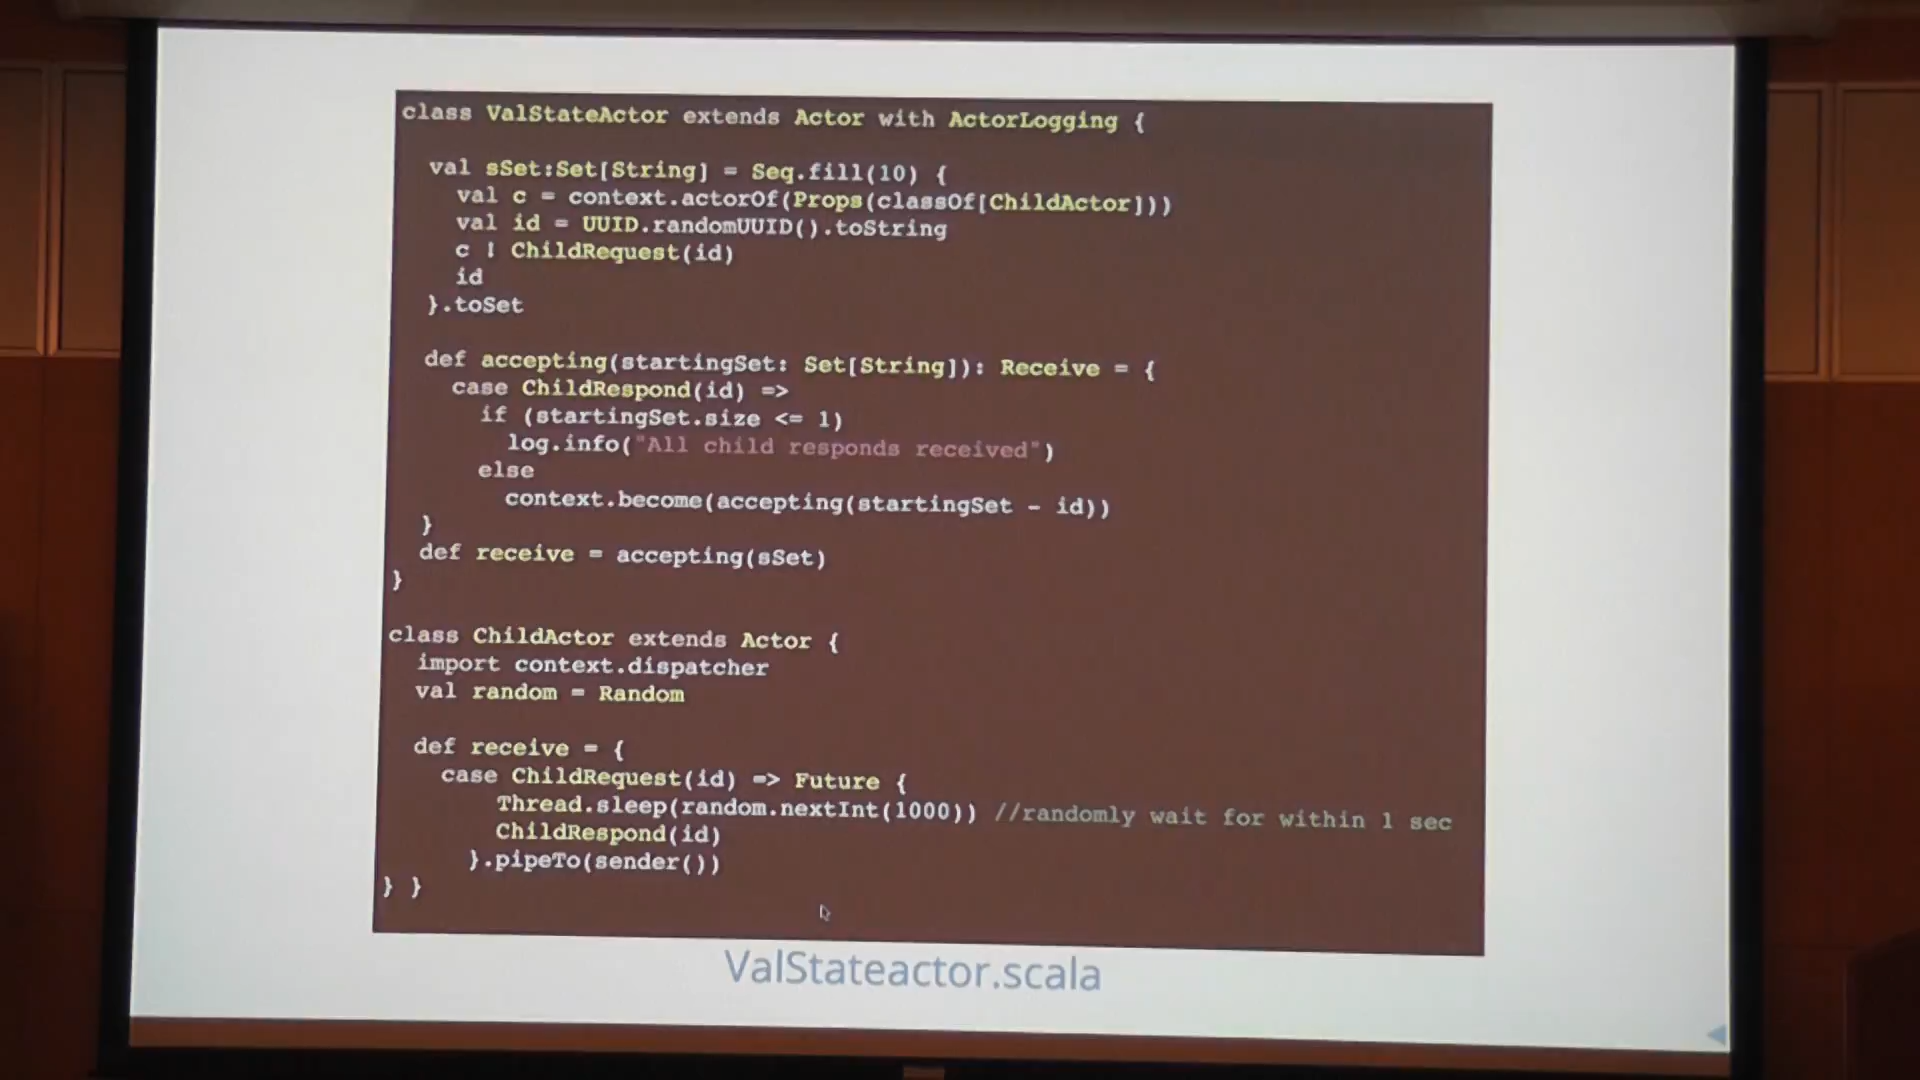 class ValStateActor extends Actor with ActorLogging {
val sSet:Set[String] = Seq.fill(10) {
val c = context.actorOf(Props(classOf[ChildActor]))
val id = UUID.randomUUID().toString
c ! ChildRequest(id)
id
}.toSet
def accepting(startingSet: Set[String]): Receive = {
case ChildRespond(id) =>
if (startingSet.size <= 1)
log.info("All child responds received")
else
context.become(accepting(startingSet - id))
}
def receive = accepting(sSet)
}
class ChildActor extends Actor {
import context.dispatcher
val random = Random
def receive = {
case ChildRequest(id) => Future {
Thread.sleep(random.nextInt(1000)) //randomly wait for within 1 sec
ChildRespond(id)
}.pipeTo(sender())
} }
ValStateactor.scala